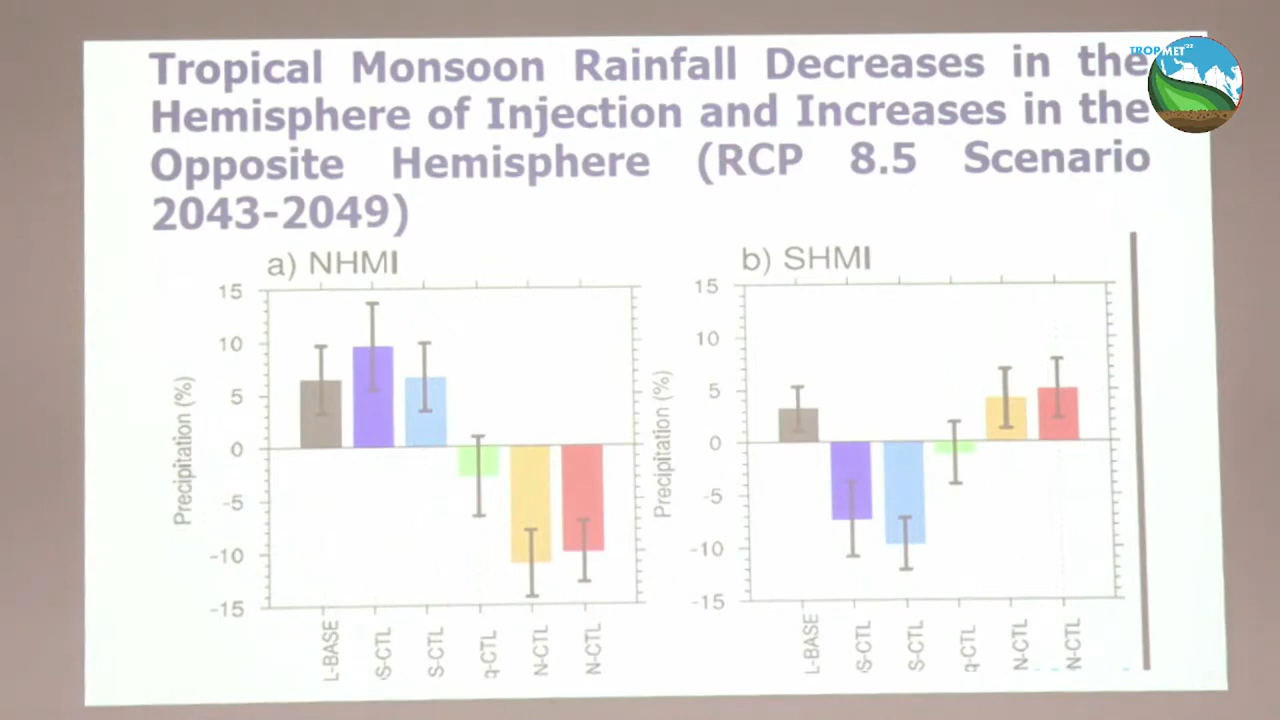 TROPMET'22
Tropical Monsoon Rainfall Decreases in the
Hemisphere of Injection and Increases in the
Opposite Hemisphere (RCP 8.5 Scenario
2043-2049)
a) NHMI
b) SHMI
15
10
5
0
-5
-10
-15
Precipitation (%)
L-BASE
S-CTL
S-CTL
q-CTL
N-CTL
N-CTL
15
10
5
0
-5
-10
-15
Precipitation (%)
L-BASE
S-CTL
S-CTL
q-CTL
N-CTL
N-CTL